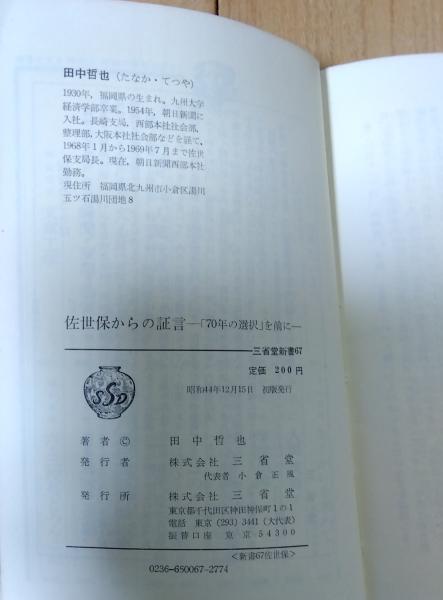 田中哲也（たなか・てつや）
1930年，福岡県の生まれ。九州大学
経済学部卒業。1954年，朝日新聞に
入社。長崎支局，西部本社社会部，
整理部，大阪本社社会部などを経て，
1968年1月から1969年7月まで佐世
保支局長。現在，朝日新聞西部本社
勤務。
現住所　福岡県北九州市小倉区湯川
五ツ石湯川団地8
佐世保からの証言―「70年の選択」を前に―
三省堂新書67
定価 200円
昭和44年12月15日　初版発行
SSD
著者 © 田中哲也
発行者 株式会社 三省堂
代表者 小倉正風
発行所 株式会社 三省堂
東京都千代田区神田神保町1の1
電話 東京 (293) 3441 (大代表)
振替口座 東京 54300
〈新書67佐世保〉
0236-650067-2774